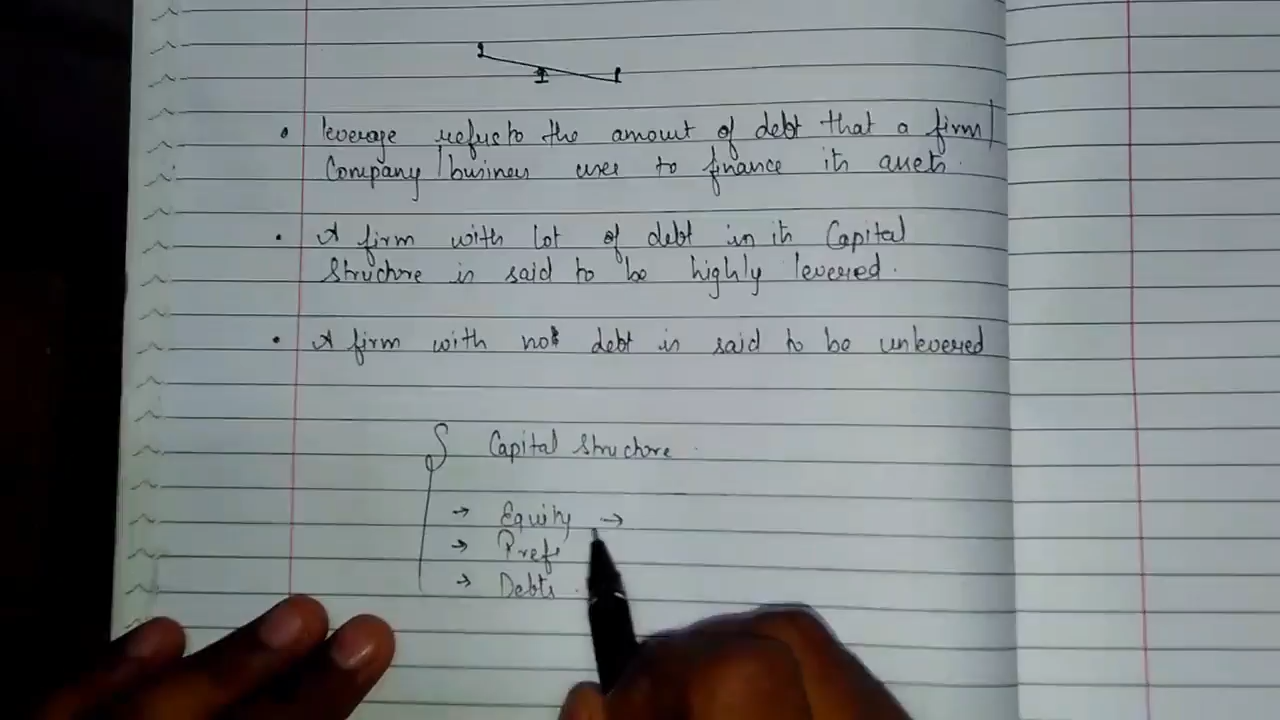 • leverage refers to the amount of debt that a firm/
Company/business uses to finance its assets.
• A firm with lot of debt in its Capital
Structure is said to be highly levered.
• A firm with no debt is said to be unlevered
Capital Structure.
→ Equity →
→ Pref.
→ Debts.